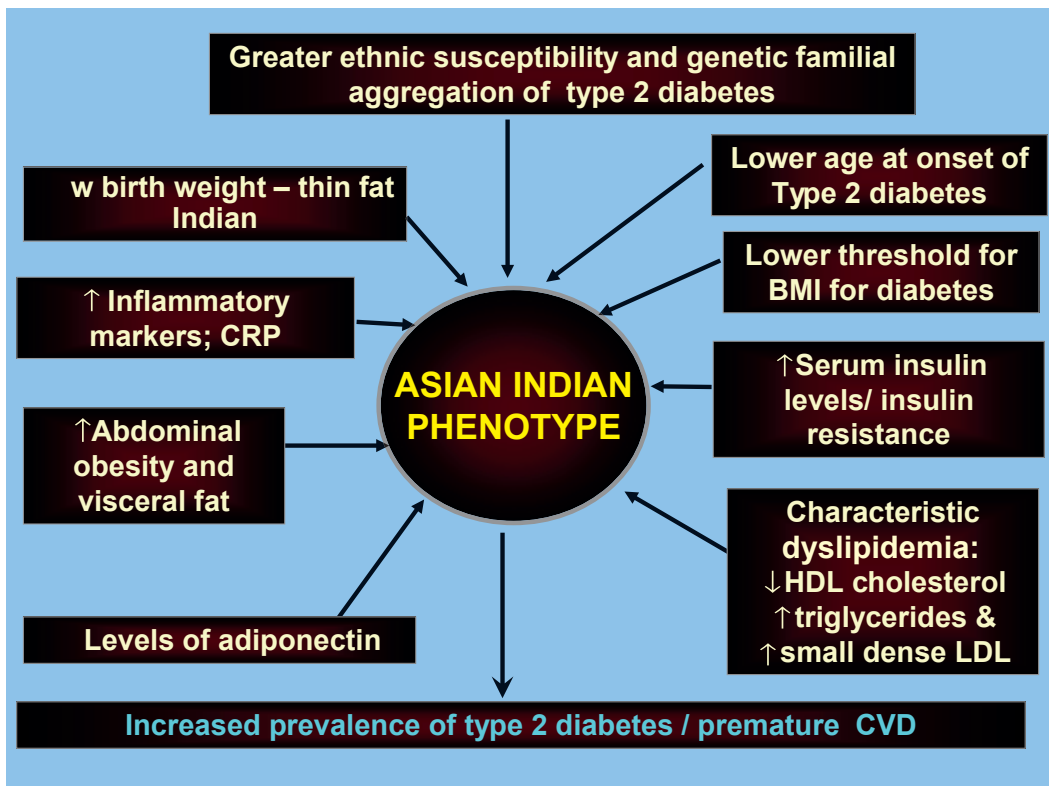 Greater ethnic susceptibility and genetic familial
aggregation of type 2 diabetes
w birth weight – thin fat
Indian
Lower age at onset of
Type 2 diabetes
Lower threshold for
BMI for diabetes
↑ Inflammatory
markers; CRP
ASIAN INDIAN
PHENOTYPE
↑Serum insulin
levels/ insulin
resistance
↑Abdominal
obesity and
visceral fat
Characteristic
dyslipidemia:
↓HDL cholesterol
↑triglycerides &
↑small dense LDL
Levels of adiponectin
Increased prevalence of type 2 diabetes / premature CVD